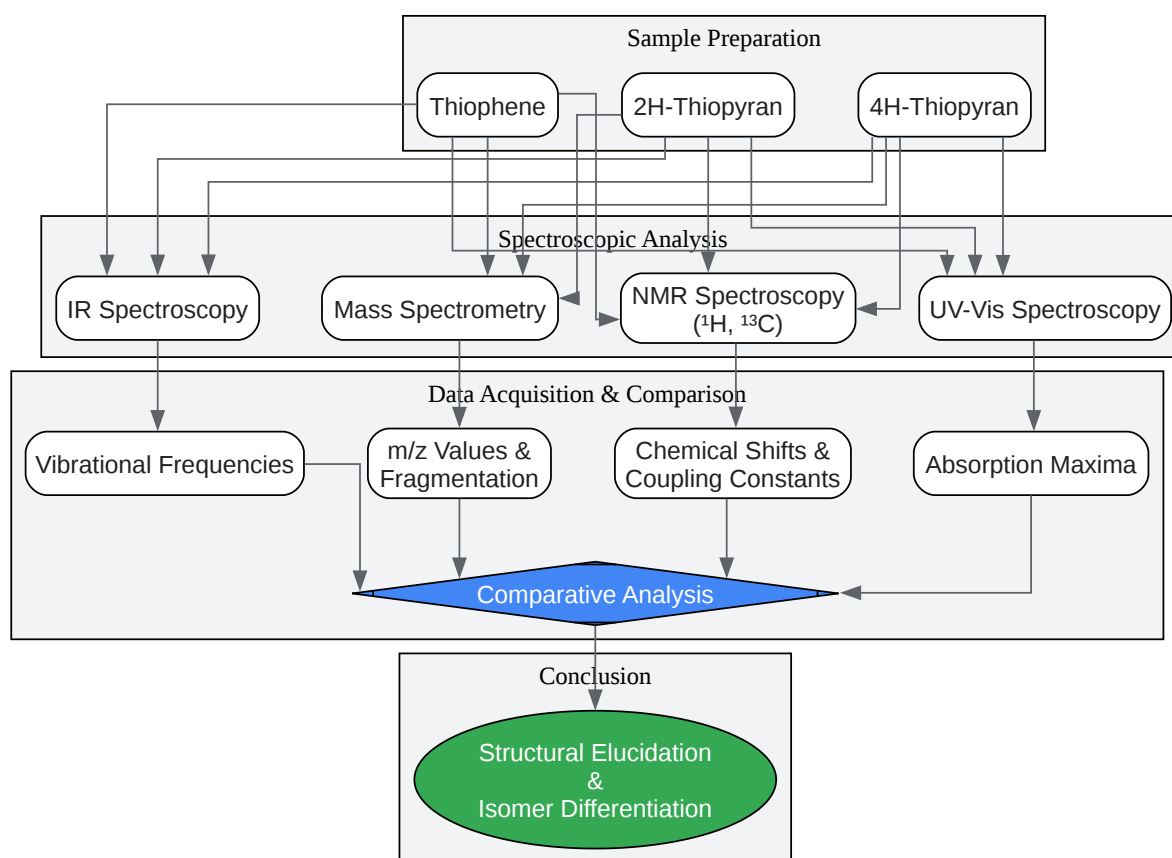 Sample Preparation
Thiophene
2H-Thiopyran
4H-Thiopyran
Spectroscopic Analysis
IR Spectroscopy
Mass Spectrometry
NMR Spectroscopy
(¹H, ¹³C)
UV-Vis Spectroscopy
Data Acquisition & Comparison
Vibrational Frequencies
m/z Values &
Fragmentation
Chemical Shifts &
Coupling Constants
Absorption Maxima
Comparative Analysis
Conclusion
Structural Elucidation
&
Isomer Differentiation